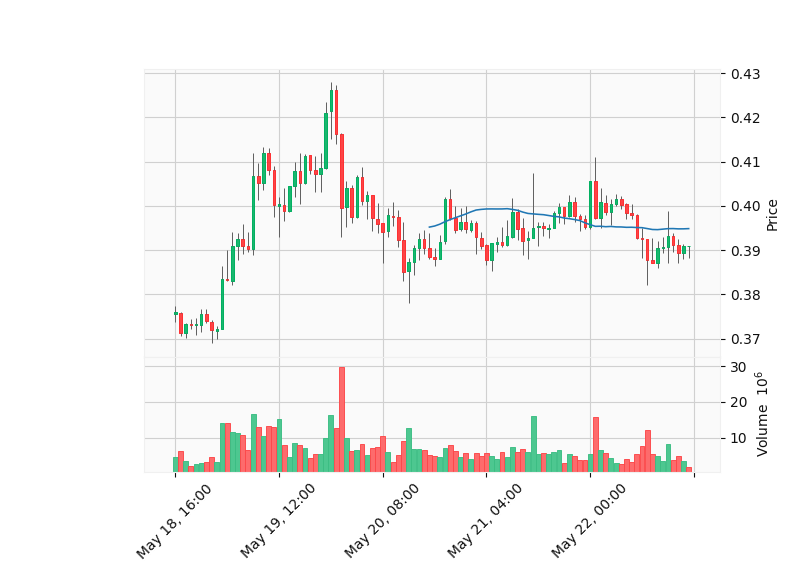 0.43
0.42
0.41
0.40
0.39
0.38
0.37
Price
30
20
10
Volume 10⁶
May 18, 16:00
May 19, 12:00
May 20, 08:00
May 21, 04:00
May 22, 00:00